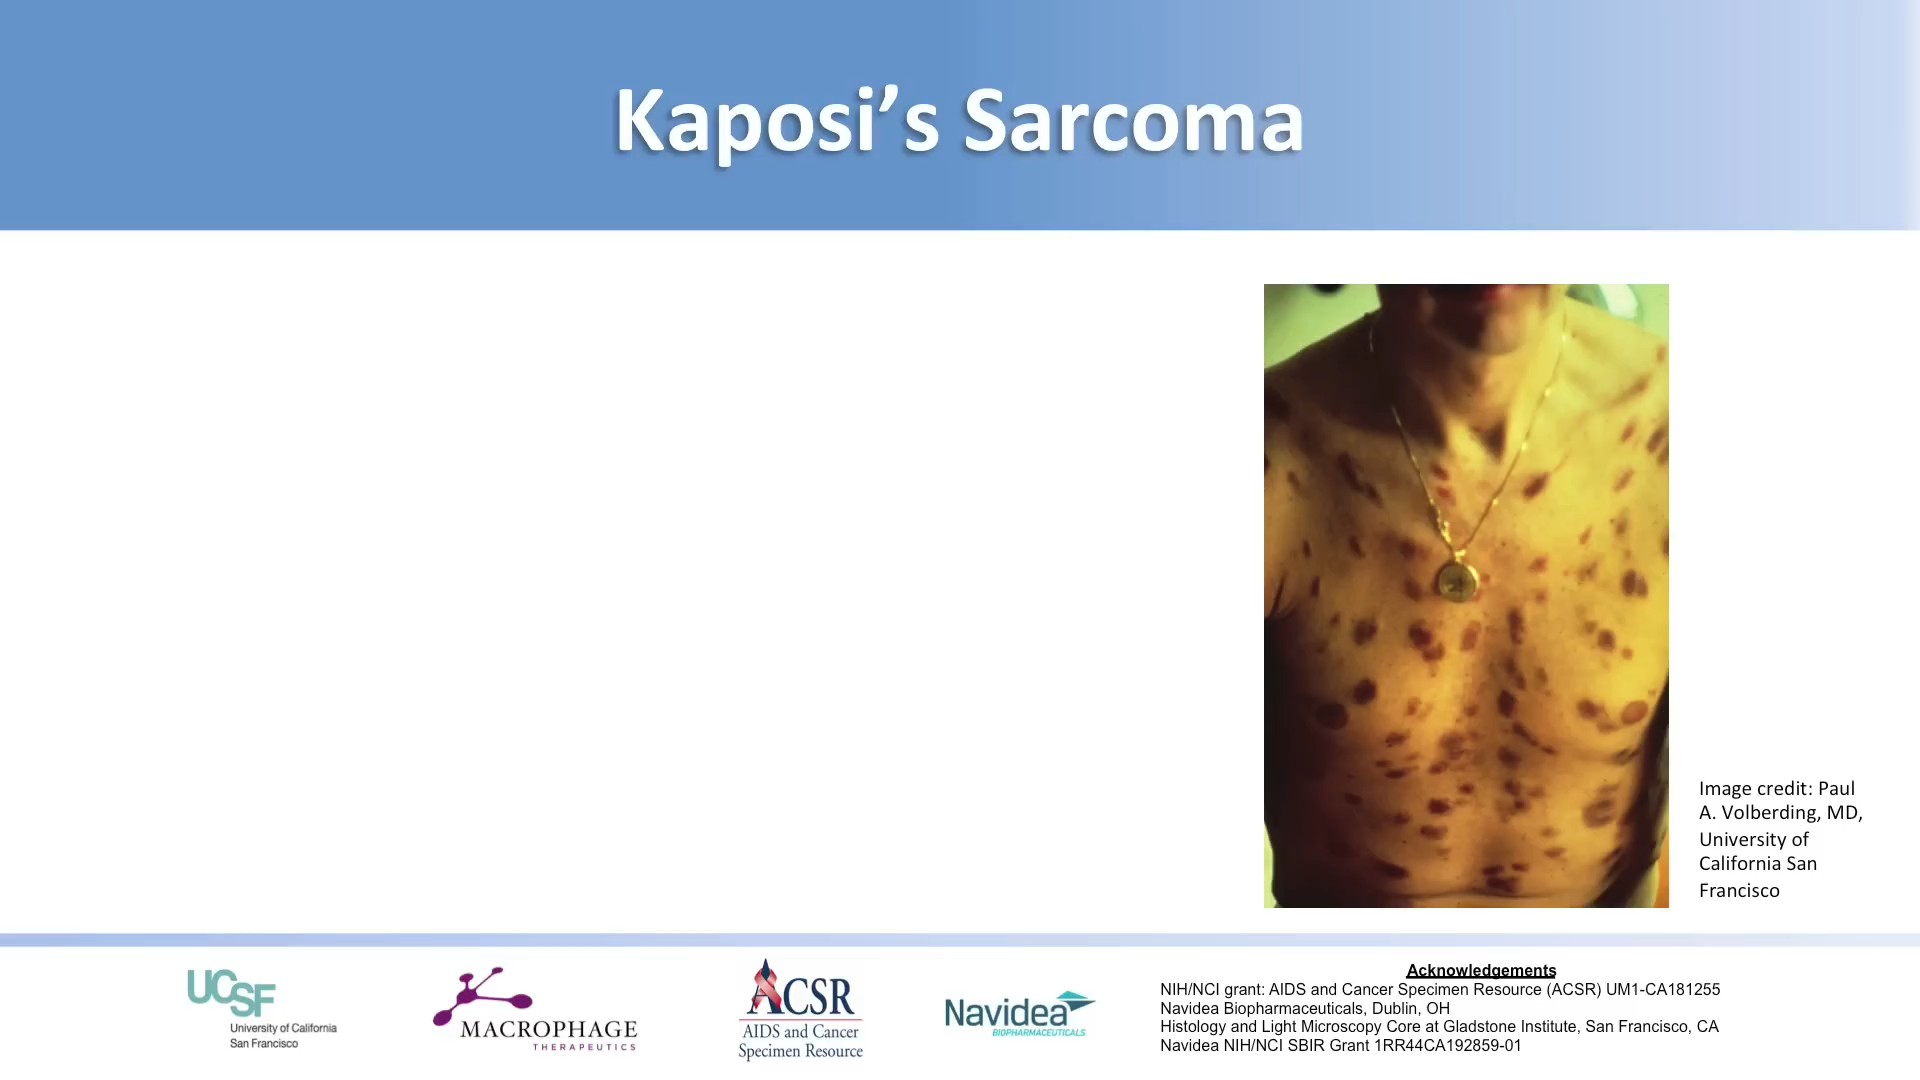 Kaposi’s Sarcoma
Image credit: Paul
A. Volberding, MD,
University of
California San
Francisco
UCSF
University of California
San Francisco
MACROPHAGE
THERAPEUTICS
ACSR
AIDS and Cancer
Specimen Resource
Navidea
BIOPHARMACEUTICALS
Acknowledgements
NIH/NCI grant: AIDS and Cancer Specimen Resource (ACSR) UM1-CA181255
Navidea Biopharmaceuticals, Dublin, OH
Histology and Light Microscopy Core at Gladstone Institute, San Francisco, CA
Navidea NIH/NCI SBIR Grant 1RR44CA192859-01